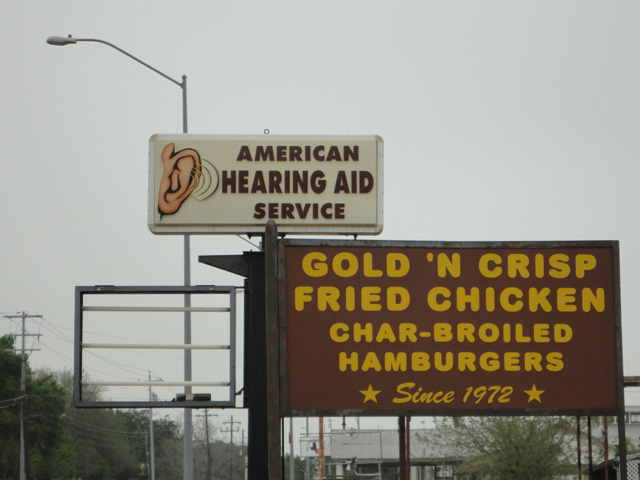 AMERICAN
HEARING AID
SERVICE
GOLD 'N CRISP
FRIED CHICKEN
CHAR-BROILED
HAMBURGERS
Since 1972